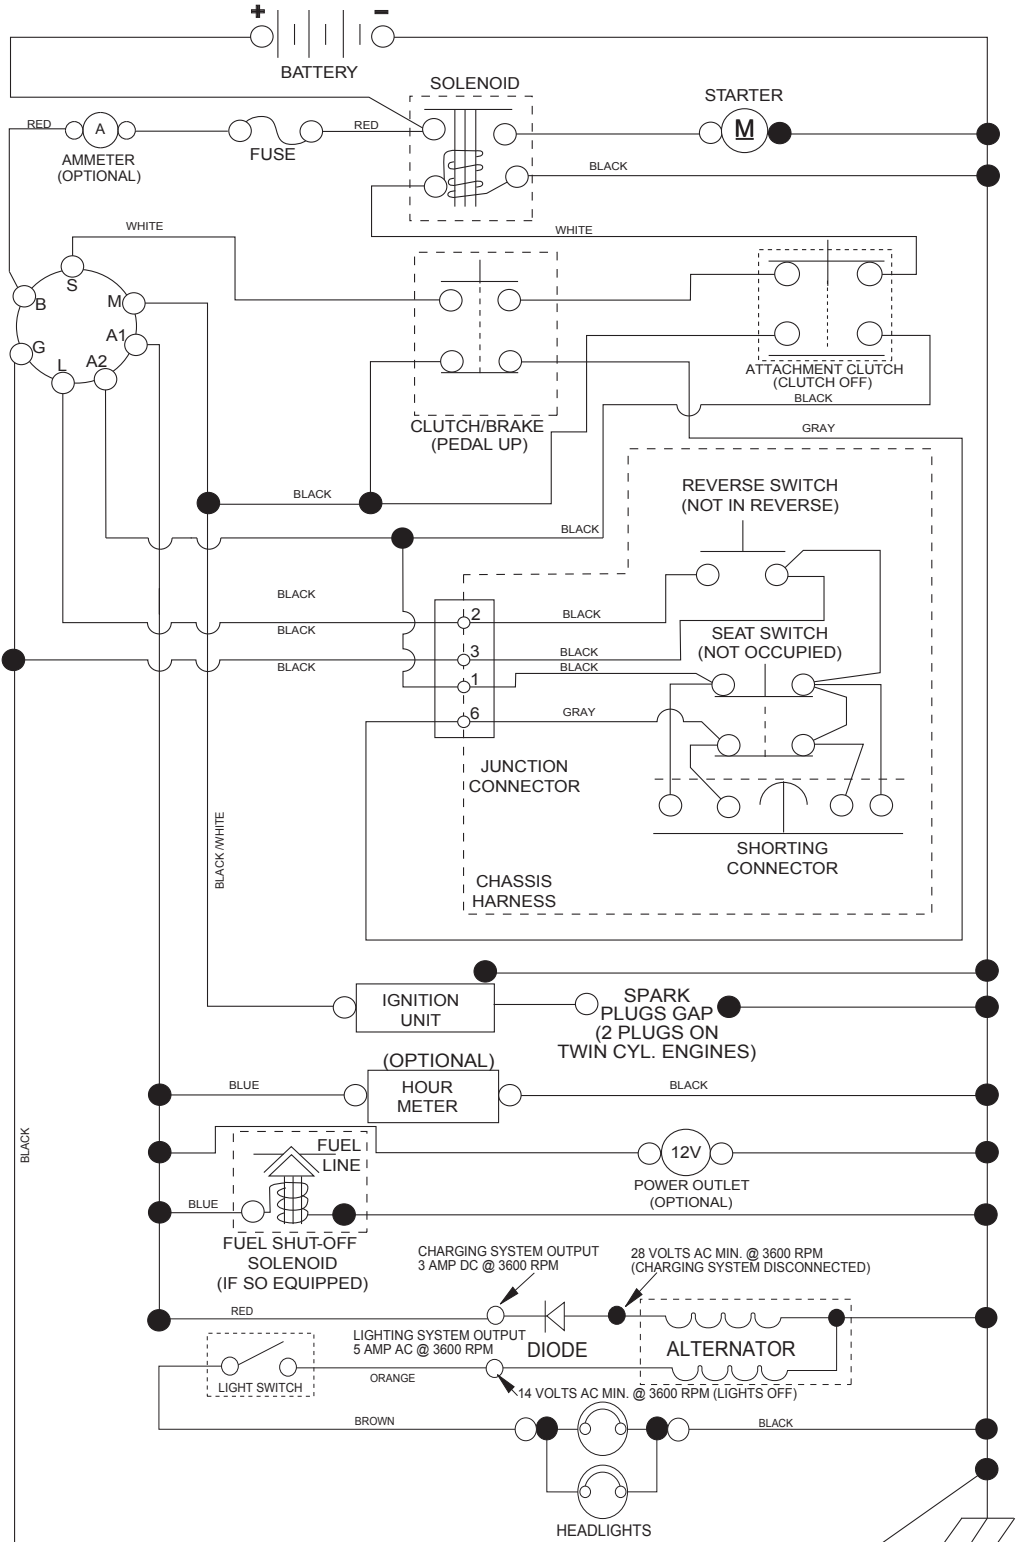 + -
BATTERY
SOLENOID
STARTER
RED
A
RED
M
FUSE
AMMETER
(OPTIONAL)
BLACK
WHITE
WHITE
S
B
M
A1
G
L
A2
ATTACHMENT CLUTCH
(CLUTCH OFF)
BLACK
CLUTCH/BRAKE
(PEDAL UP)
GRAY
REVERSE SWITCH
(NOT IN REVERSE)
BLACK
BLACK
BLACK
2
BLACK
BLACK
SEAT SWITCH
(NOT OCCUPIED)
3
BLACK
BLACK
BLACK
1
6
GRAY
JUNCTION
CONNECTOR
BLACK/WHITE
SHORTING
CONNECTOR
CHASSIS
HARNESS
IGNITION
UNIT
SPARK
PLUGS GAP
(2 PLUGS ON
TWIN CYL. ENGINES)
(OPTIONAL)
HOUR
METER
BLUE
BLACK
BLACK
FUEL
LINE
12V
POWER OUTLET
(OPTIONAL)
BLUE
FUEL SHUT-OFF
SOLENOID
(IF SO EQUIPPED)
CHARGING SYSTEM OUTPUT
3 AMP DC @ 3600 RPM
28 VOLTS AC MIN. @ 3600 RPM
(CHARGING SYSTEM DISCONNECTED)
RED
LIGHTING SYSTEM OUTPUT
5 AMP AC @ 3600 RPM
DIODE
ALTERNATOR
LIGHT SWITCH
ORANGE
14 VOLTS AC MIN. @ 3600 RPM (LIGHTS OFF)
BROWN
BLACK
HEADLIGHTS